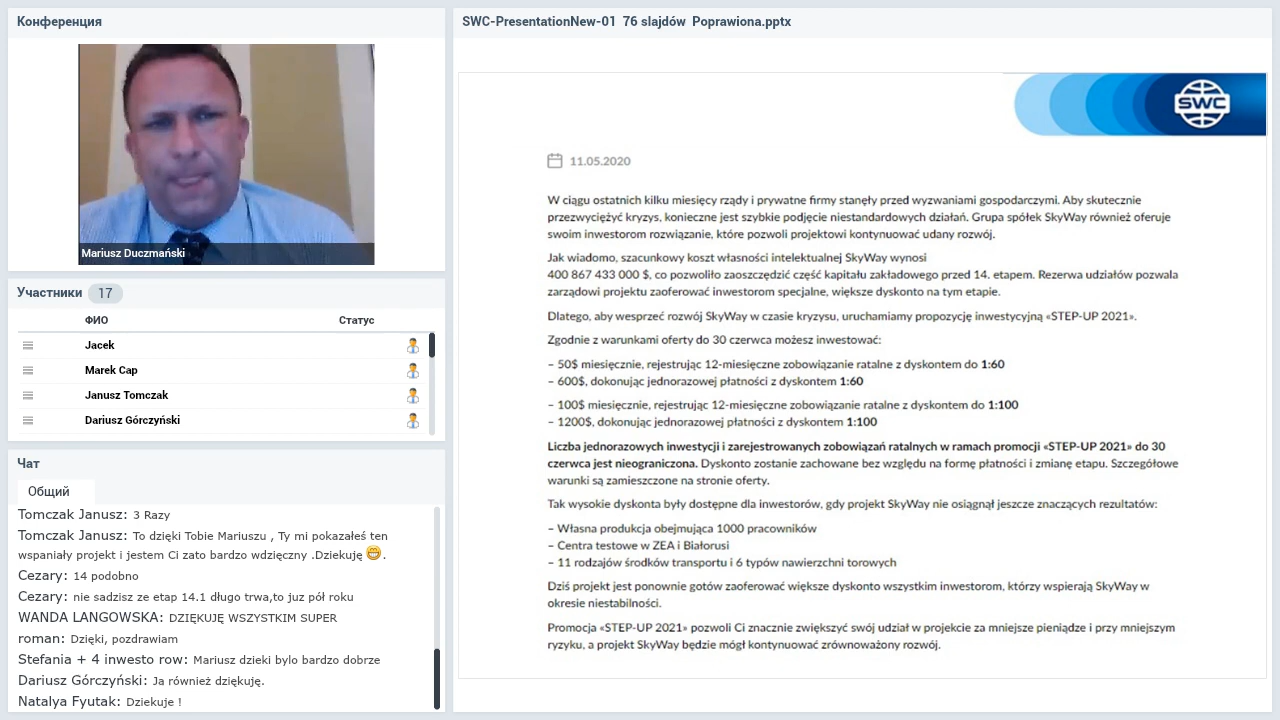 Конференция
Mariusz Duczmański
Участники 17
ФИО Статус
Jacek
Marek Cap
Janusz Tomczak
Dariusz Górczyński
Чат
Общий
Tomczak Janusz: 3 Razy
Tomczak Janusz: To dzięki Tobie Mariuszu , Ty mi pokazałeś ten
wspaniały projekt i jestem Ci zato bardzo wdzięczny .Dziekuję 😁.
Cezary: 14 podobno
Cezary: nie sadzisz ze etap 14.1 długo trwa,to juz pół roku
WANDA LANGOWSKA: DZIĘKUJĘ WSZYSTKIM SUPER
roman: Dzięki, pozdrawiam
Stefania + 4 inwesto row: Mariusz dzieki bylo bardzo dobrze
Dariusz Górczyński: Ja również dziękuję.
Natalya Fyutak: Dziekuje !
SWC-PresentationNew-01 76 slajdów Poprawiona.pptx
SWC
11.05.2020
W ciągu ostatnich kilku miesięcy rządy i prywatne firmy stanęły przed wyzwaniami gospodarczymi. Aby skutecznie
przezwyciężyć kryzys, konieczne jest szybkie podjęcie niestandardowych działań. Grupa spółek SkyWay również oferuje
swoim inwestorom rozwiązanie, które pozwoli projektowi kontynuować udany rozwój.
Jak wiadomo, szacunkowy koszt własności intelektualnej SkyWay wynosi
400 867 433 000 $, co pozwoliło zaoszczędzić część kapitału zakładowego przed 14. etapem. Rezerwa udziałów pozwala
zarządowi projektu zaoferować inwestorom specjalne, większe dyskonto na tym etapie.
Dlatego, aby wesprzeć rozwój SkyWay w czasie kryzysu, uruchamiamy propozycję inwestycyjną «STEP-UP 2021».
Zgodnie z warunkami oferty do 30 czerwca możesz inwestować:
– 50$ miesięcznie, rejestrując 12-miesięczne zobowiązanie ratalne z dyskontem do 1:60
– 600$, dokonując jednorazowej płatności z dyskontem 1:60
– 100$ miesięcznie, rejestrując 12-miesięczne zobowiązanie ratalne z dyskontem do 1:100
– 1200$, dokonując jednorazowej płatności z dyskontem 1:100
Liczba jednorazowych inwestycji i zarejestrowanych zobowiązań ratalnych w ramach promocji «STEP-UP 2021» do 30
czerwca jest nieograniczona. Dyskonto zostanie zachowane bez względu na formę płatności i zmianę etapu. Szczegółowe
warunki są zamieszczone na stronie oferty.
Tak wysokie dyskonta były dostępne dla inwestorów, gdy projekt SkyWay nie osiągnął jeszcze znaczących rezultatów:
– Własna produkcja obejmująca 1000 pracowników
– Centra testowe w ZEA i Białorusi
– 11 rodzajów środków transportu i 6 typów nawierzchni torowych
Dziś projekt jest ponownie gotów zaoferować większe dyskonto wszystkim inwestorom, którzy wspierają SkyWay w
okresie niestabilności.
Promocja «STEP-UP 2021» pozwoli Ci znacznie zwiększyć swój udział w projekcie za mniejsze pieniądze i przy mniejszym
ryzyku, a projekt SkyWay będzie mógł kontynuować zrównoważony rozwój.